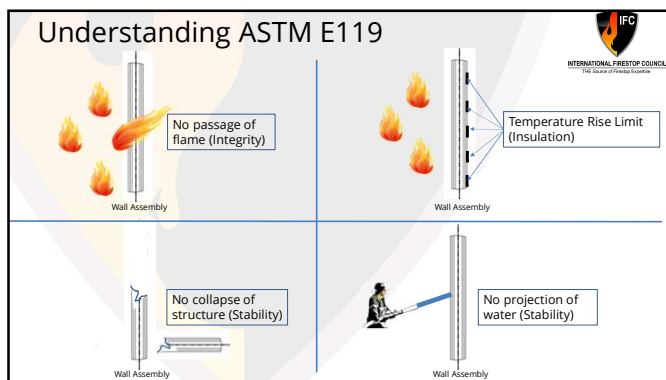 Understanding ASTM E119
IFC
INTERNATIONAL FIRESTOP COUNCIL
THE Source of Firestop Expertise
No passage of
flame (Integrity)
Wall Assembly
Temperature Rise Limit
(Insulation)
Wall Assembly
No collapse of
structure (Stability)
Wall Assembly
No projection of
water (Stability)
Wall Assembly